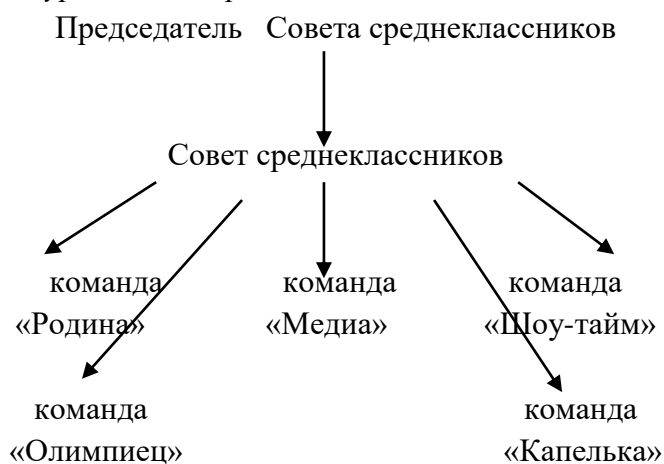 Председатель Совета среднеклассников
Совет среднеклассников
команда команда команда
«Родина» «Медиа» «Шоу-тайм»
команда команда
«Олимпиец» «Капелька»